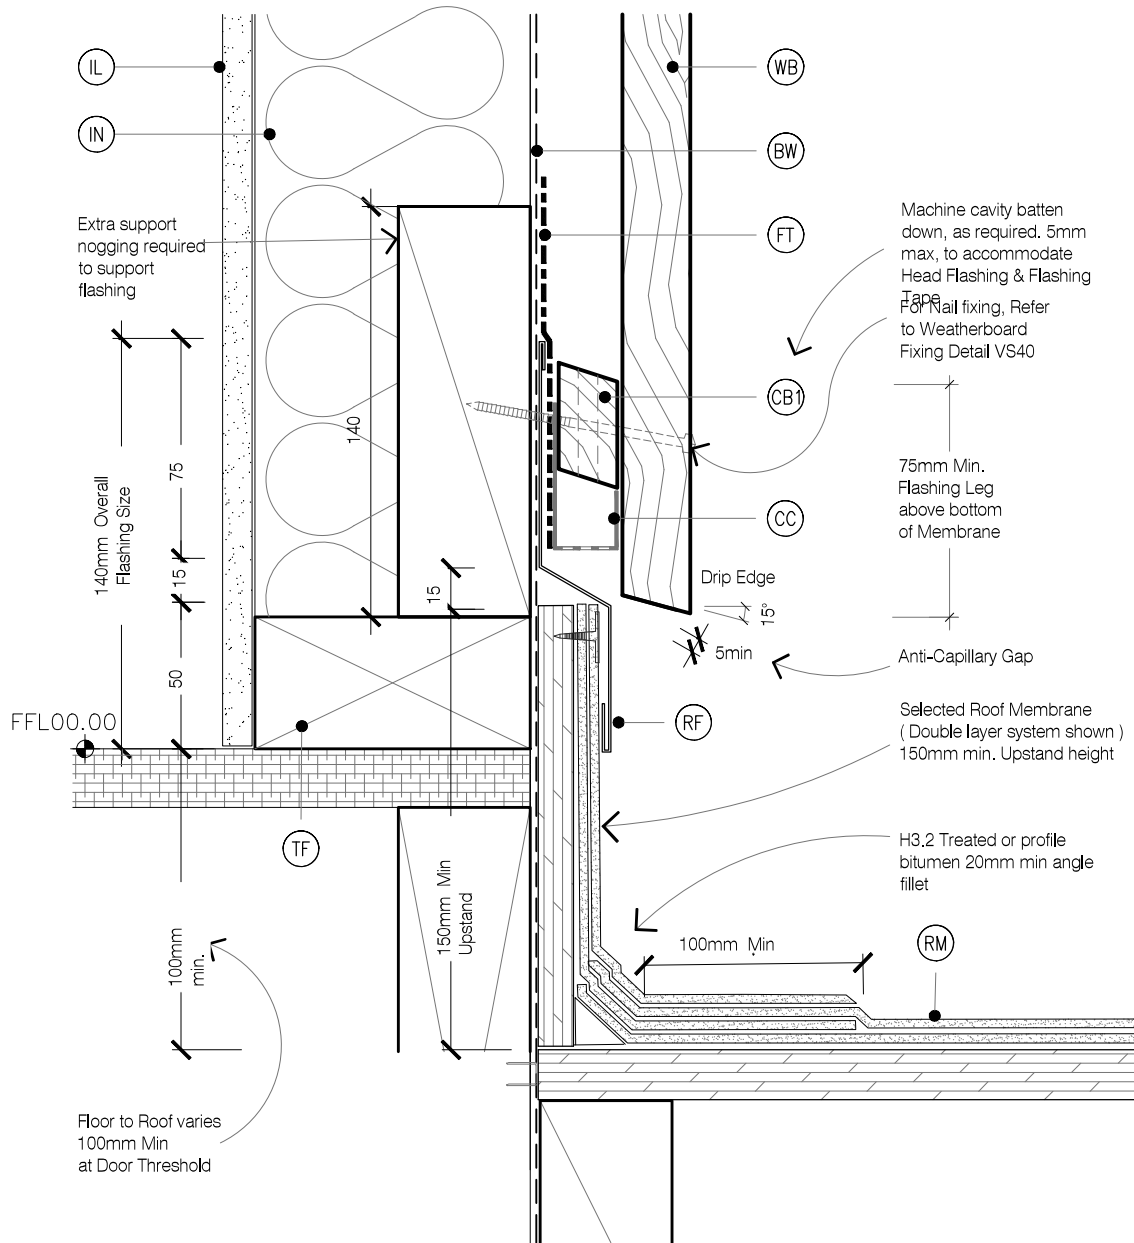 IL
WB
IN
BW
Extra support
nogging required
to support
flashing
FT
Machine cavity batten
down, as required. 5mm
max, to accommodate
Head Flashing & Flashing
Tape
For Nail fixing, Refer
to Weatherboard
Fixing Detail VS40
CB1
140
140mm Overall
Flashing Size
75
15
50
15
75mm Min.
Flashing Leg
above bottom
of Membrane
CC
Drip Edge
15°
5min
Anti-Capillary Gap
FFL00.00
RF
Selected Roof Membrane
( Double layer system shown )
150mm min. Upstand height
TF
H3.2 Treated or profile
bitumen 20mm min angle
fillet
150mm Min
Upstand
100mm
min.
100mm Min
RM
Floor to Roof varies
100mm Min
at Door Threshold